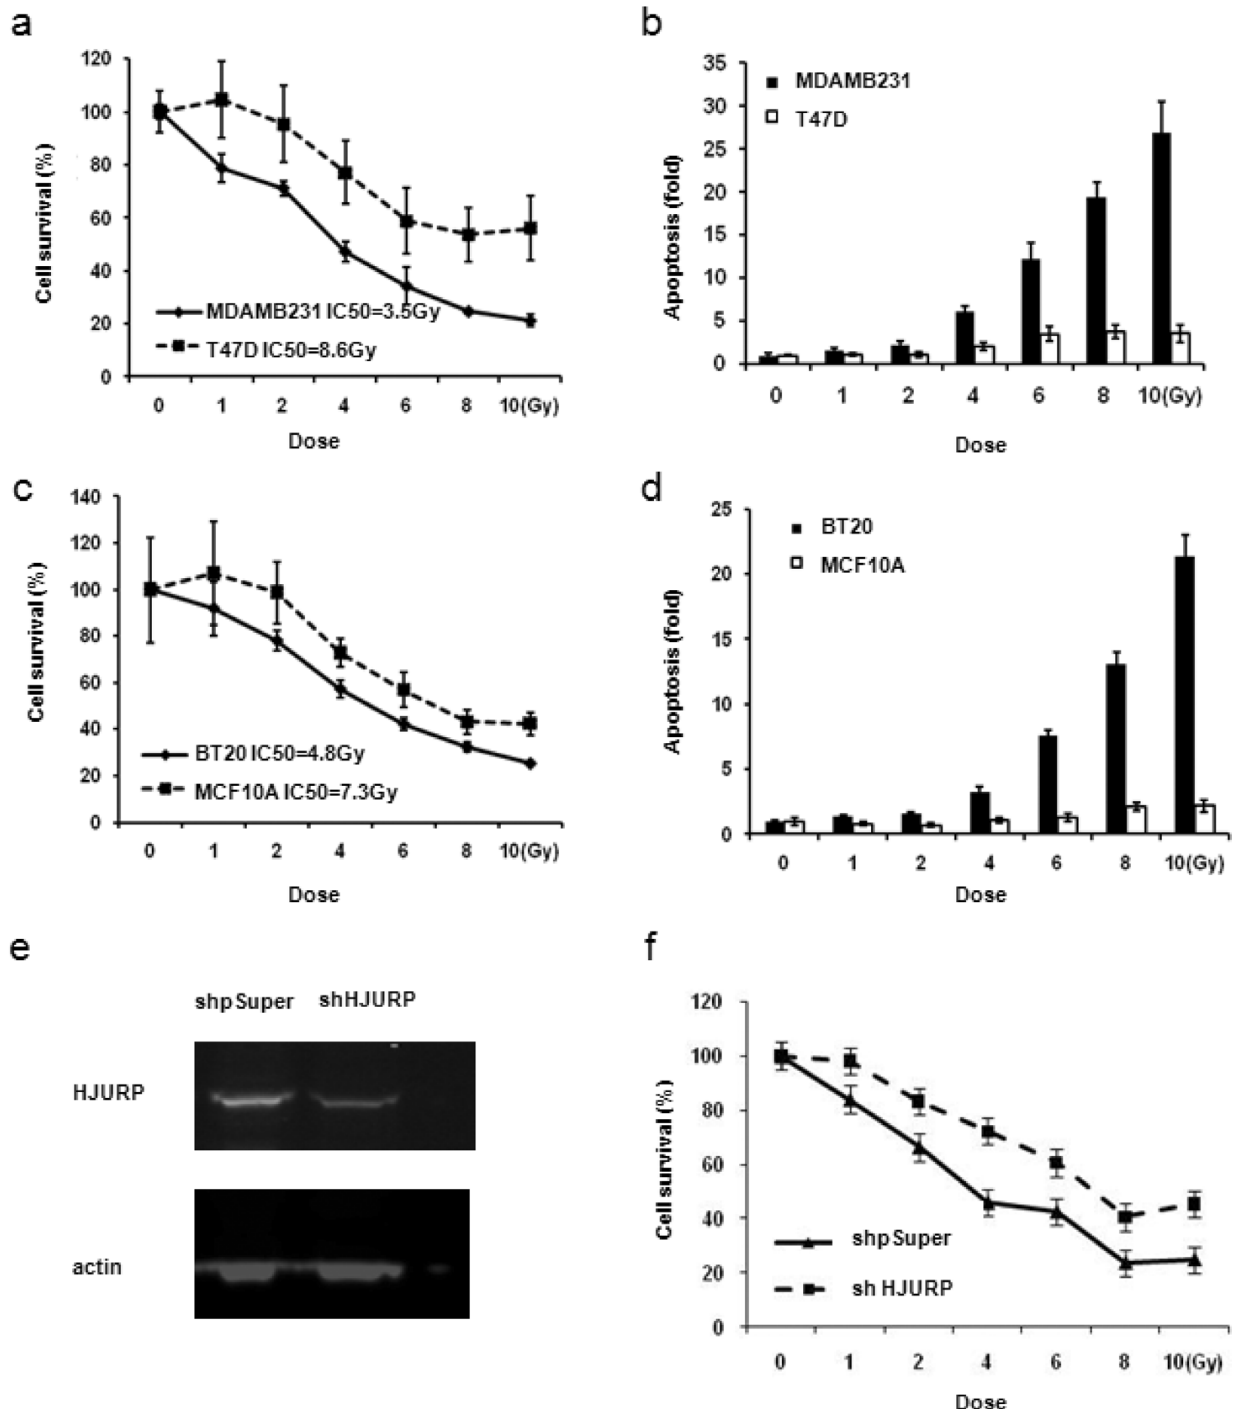 a
120
100
80
60
40
20
0
Cell survival (%)
MDAMB231 IC50=3.5Gy
T47D IC50=8.6Gy
0 1 2 4 6 8 10(Gy)
Dose
b
35
30
25
20
15
10
5
0
Apoptosis (fold)
MDAMB231
T47D
0 1 2 4 6 8 10(Gy)
Dose
c
140
120
100
80
60
40
20
0
Cell survival (%)
BT20 IC50=4.8Gy
MCF10A IC50=7.3Gy
0 1 2 4 6 8 10(Gy)
Dose
d
25
20
15
10
5
0
Apoptosis (fold)
BT20
MCF10A
0 1 2 4 6 8 10(Gy)
Dose
e
shpSuper shHJURP
HJURP
actin
f
120
100
80
60
40
20
0
Cell survival (%)
shpSuper
sh HJURP
0 1 2 4 6 8 10(Gy)
Dose